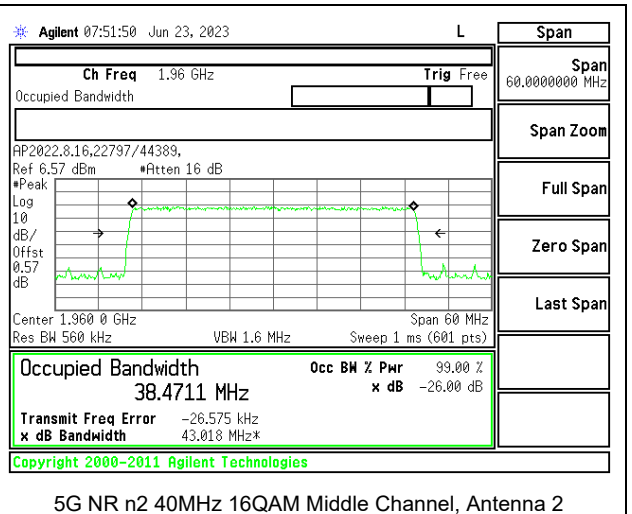 Agilent 07:51:50 Jun 23, 2023 L
Span
Ch Freq 1.96 GHz Trig Free
Occupied Bandwidth
Span
60.0000000 MHz
Span Zoom
Full Span
Zero Span
Last Span
AP2022.8.16,22797/44389,
Ref 6.57 dBm #Atten 16 dB
#Peak
Log
10
dB/
Offst
0.57
dB
Center 1.960 0 GHz Span 60 MHz
Res BW 560 kHz VBW 1.6 MHz Sweep 1 ms (601 pts)
Occupied Bandwidth Occ BW % Pwr 99.00 %
38.4711 MHz x dB -26.00 dB
Transmit Freq Error -26.575 kHz
x dB Bandwidth 43.018 MHz*
Copyright 2000-2011 Agilent Technologies
5G NR n2 40MHz 16QAM Middle Channel, Antenna 2